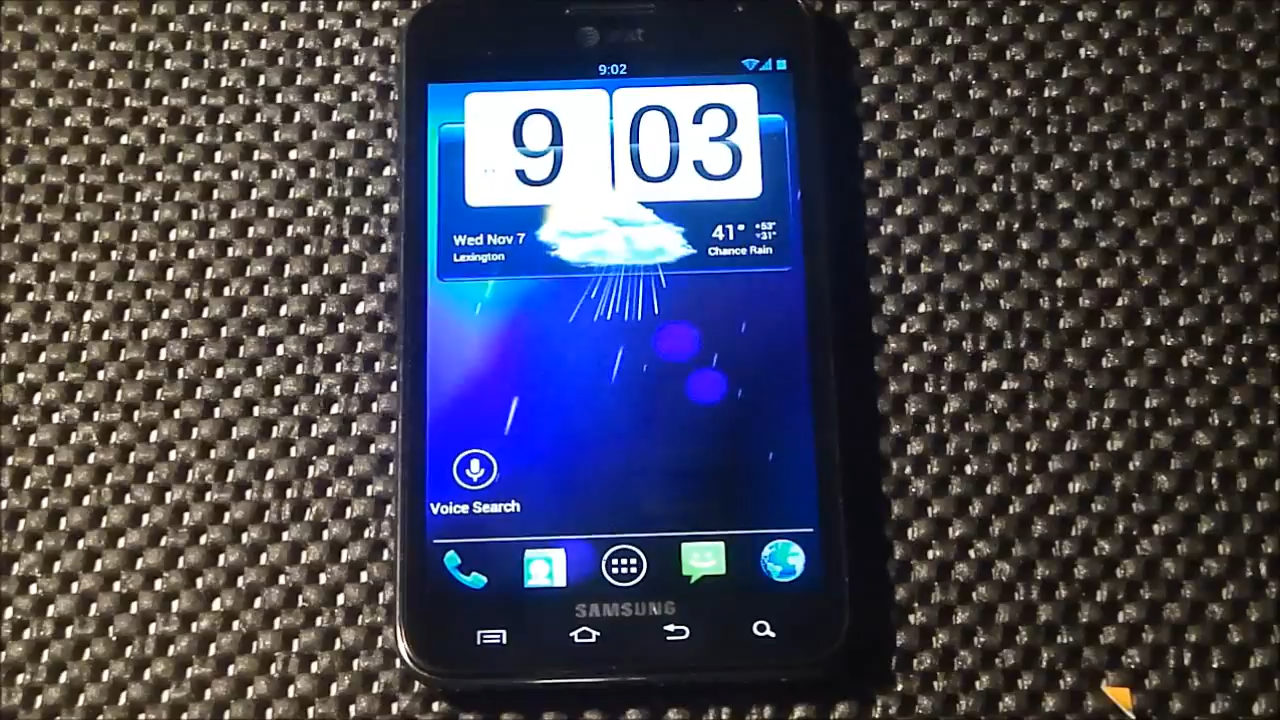 AT&T
9:02
9 03
Wed Nov 7
Lexington
41° 53°
31°
Chance Rain
Voice Search
SAMSUNG